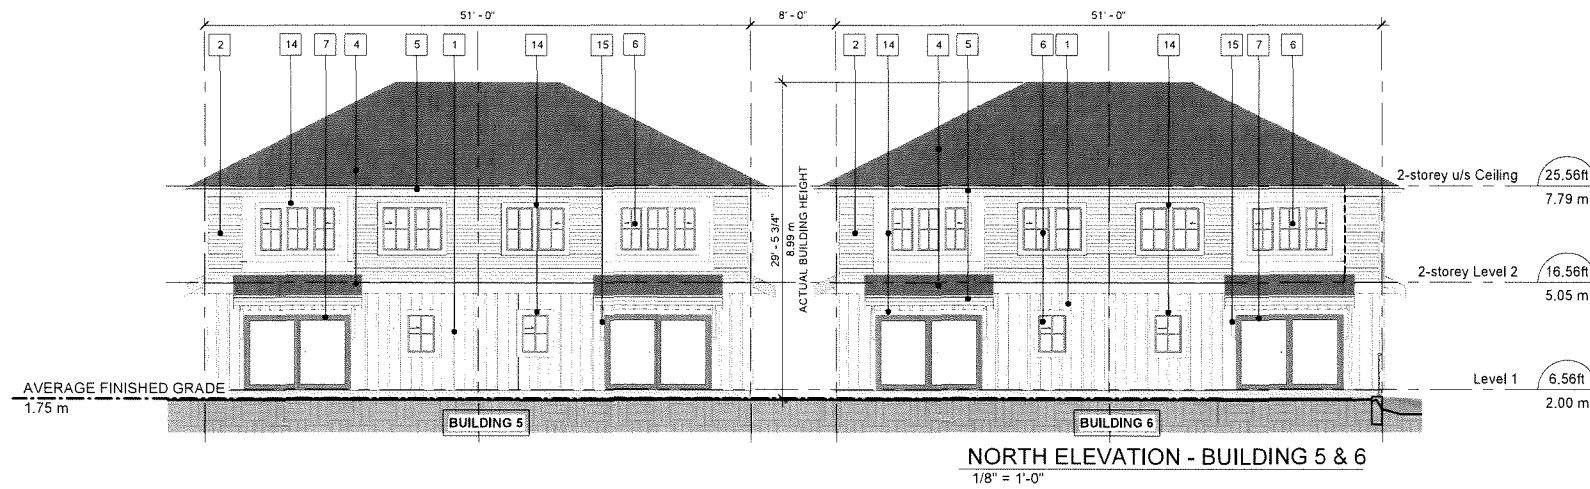 51' - 0" 8' - 0" 51' - 0"
2 14 7 4 5 1 14 15 6 2 14 4 5 6 1 14 15 7 6
29' - 5 3/4"
8.99 m
ACTUAL BUILDING HEIGHT
2-storey u/s Ceiling 25.56ft
7.79 m
2-storey Level 2 16.56ft
5.05 m
Level 1 6.56ft
2.00 m
AVERAGE FINISHED GRADE
1.75 m
BUILDING 5 BUILDING 6
NORTH ELEVATION - BUILDING 5 & 6
1/8" = 1'-0"